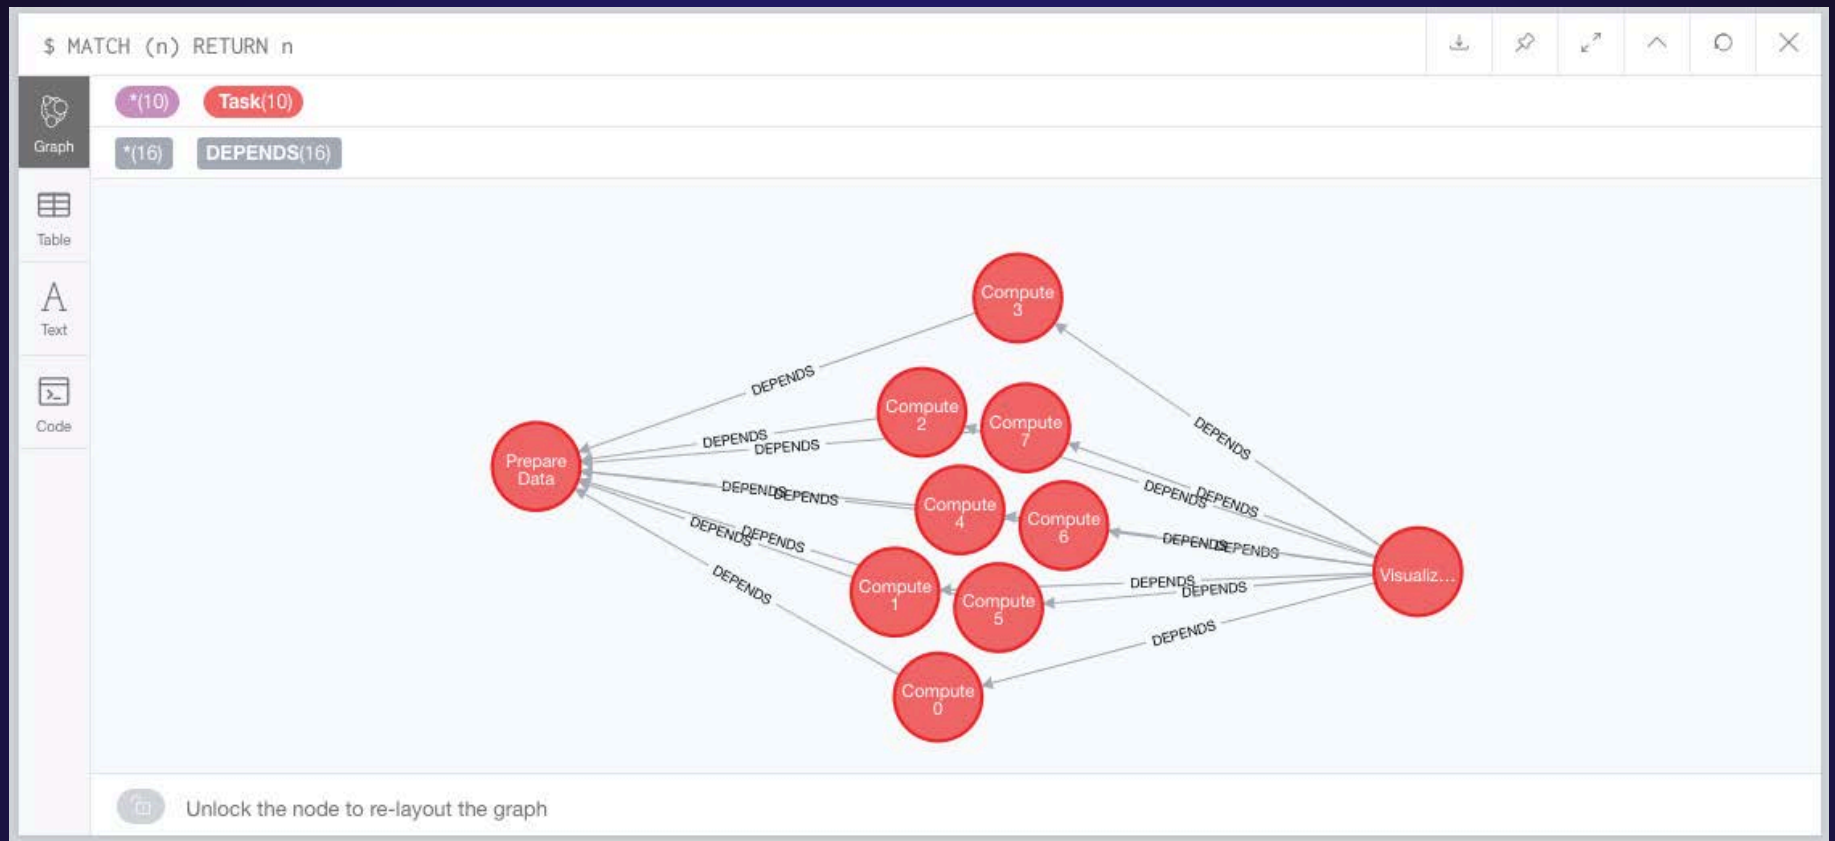 $ MATCH (n) RETURN n
*(10) Task(10)
Graph
*(16) DEPENDS(16)
Table
Text
Code
Compute
3
DEPENDS
DEPENDS
Compute
2
Compute
7
DEPENDS
DEPENDS
Prepare
Data
DEPENDS
DEPENDS
DEPENDS
DEPENDS
Compute
4
Compute
6
DEPENDS
DEPENDS
DEPENDS
DEPENDS
Visualiz...
Compute
1
Compute
5
DEPENDS
DEPENDS
DEPENDS
DEPENDS
Compute
0
Unlock the node to re-layout the graph